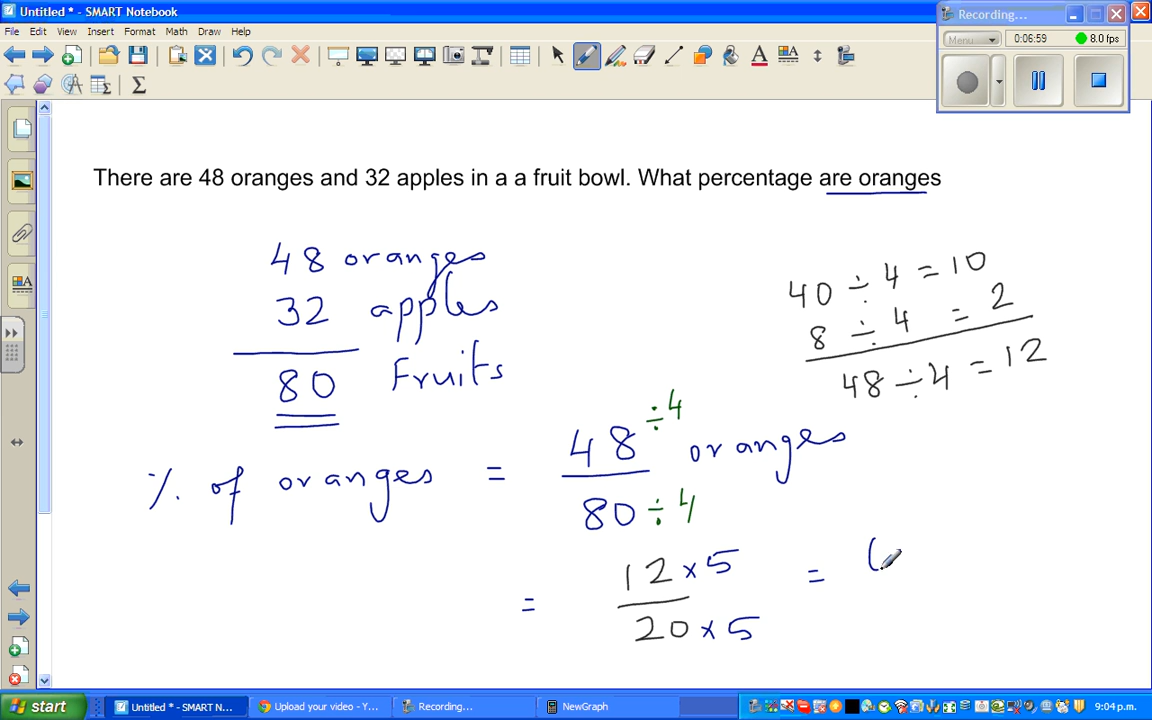 Untitled * - SMART Notebook
Recording...
File Edit View Insert Format Math Draw Help
Menu 0:06:59 8.0 fps
There are 48 oranges and 32 apples in a a fruit bowl. What percentage are oranges
48 oranges
32 apples
80 Fruits
40 ÷ 4 = 10
8 ÷ 4 = 2
48 ÷ 4 = 12
% of oranges = 48 ÷4 oranges
80 ÷ 4
= 12 × 5 =
20 × 5
start Untitled * - SMART N... Upload your video - Y... Recording... NewGraph 9:04 p.m.